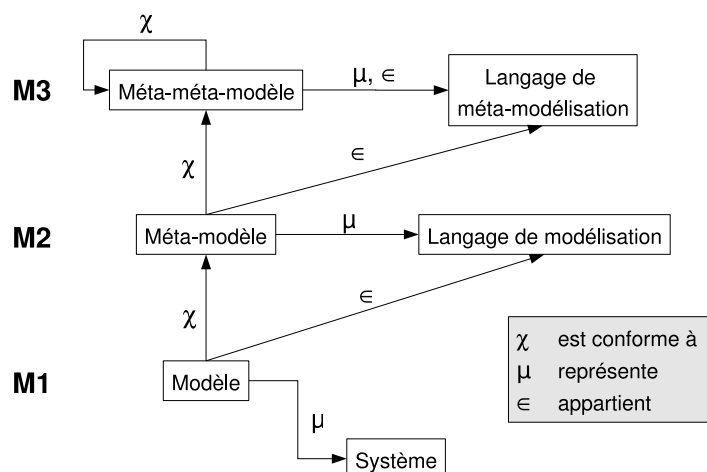 χ
M3
Méta-méta-modèle
μ, ∈
Langage de
méta-modélisation
χ
∈
M2
Méta-modèle
μ
Langage de modélisation
χ
∈
M1
Modèle
μ
Système
χ est conforme à
μ représente
∈ appartient